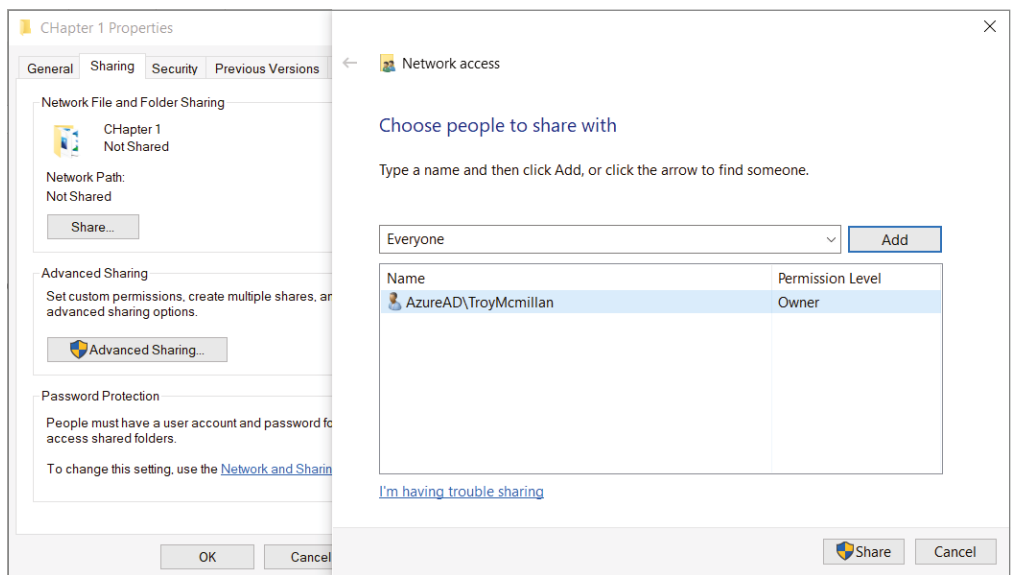 CHapter 1 Properties
General
Sharing
Security
Previous Versions
Network File and Folder Sharing
CHapter 1
Not Shared
Network Path:
Not Shared
Share...
Advanced Sharing
Set custom permissions, create multiple shares, ar
advanced sharing options.
Advanced Sharing...
Password Protection
People must have a user account and password fo
access shared folders.
To change this setting, use the Network and Sharin
OK
Cancel
Network access
Choose people to share with
Type a name and then click Add, or click the arrow to find someone.
Everyone
Add
Name Permission Level
AzureAD\TroyMcmillan Owner
I'm having trouble sharing
Share
Cancel